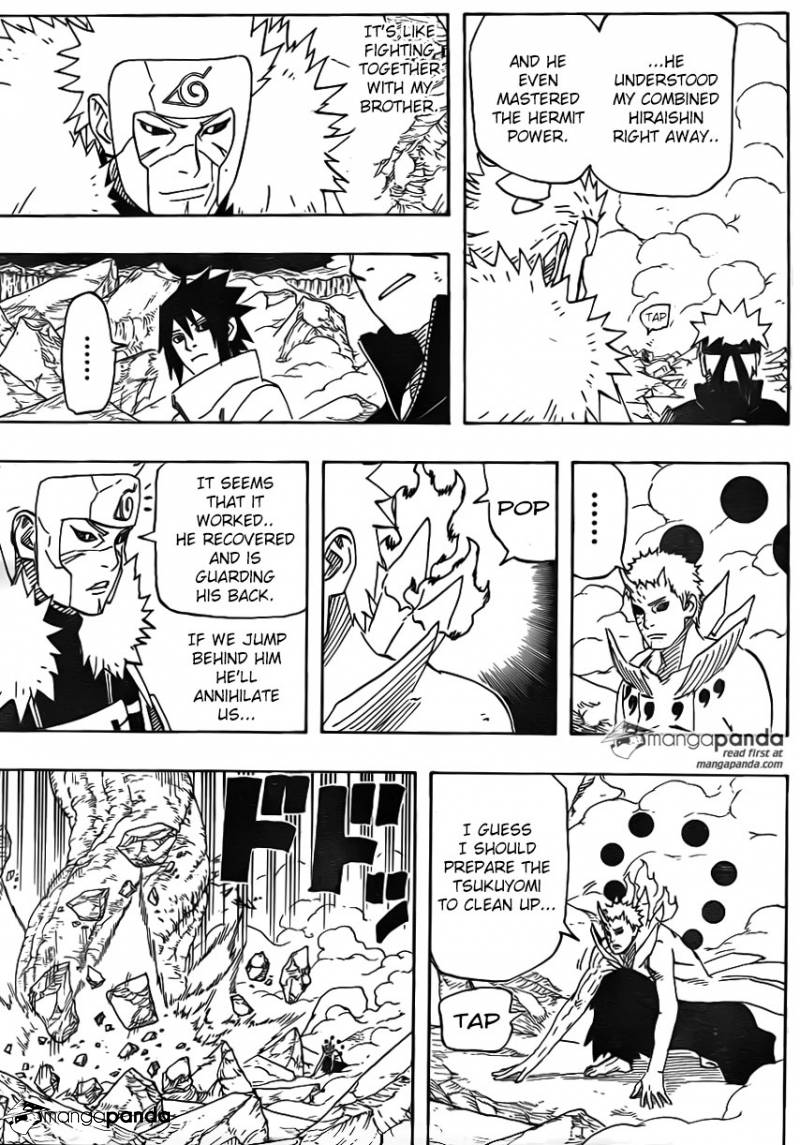 ...HE
UNDERSTOOD
MY COMBINED
HIRAISHIN
RIGHT AWAY..
AND HE
EVEN
MASTERED
THE HERMIT
POWER.
TAP
IT'S LIKE
FIGHTING
TOGETHER
WITH MY
BROTHER.
......
......
POP
IT SEEMS
THAT IT
WORKED..
HE RECOVERED
AND IS
GUARDING
HIS BACK.
IF WE JUMP
BEHIND HIM
HE'LL
ANNIHILATE
US...
mangapanda
read first at
mangapanda.com
I GUESS
I SHOULD
PREPARE THE
TSUKUYOMI
TO CLEAN UP...
TAP
ドドッ
mangapanda